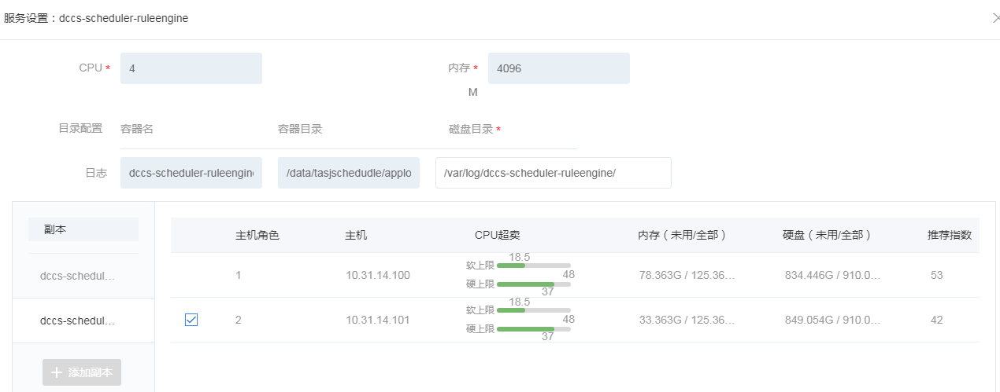 服务设置：dccs-scheduler-ruleengine
CPU * 4 内存 * 4096
M
目录配置 容器名 容器目录 磁盘目录 *
日志 dccs-scheduler-ruleengin /data/tasjschedudle/applo /var/log/dccs-scheduler-ruleengine/
副本
dccs-schedul...
dccs-schedul...
添加副本
主机角色 主机 CPU超卖 内存（未用/全部） 硬盘（未用/全部） 推荐指数
1 10.31.14.100 软上限 18.5 48 硬上限 37 78.363G / 125.36... 834.446G / 910.0... 53
2 10.31.14.101 软上限 18.5 48 硬上限 37 33.363G / 125.36... 849.054G / 910.0... 42